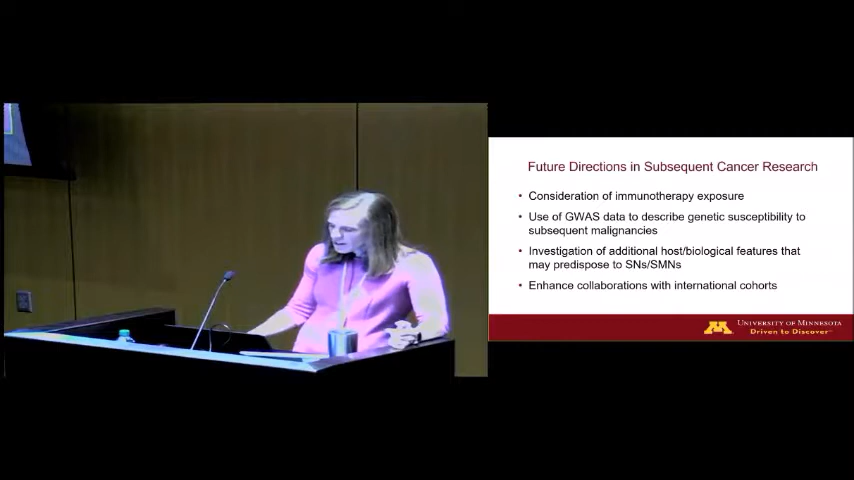 Future Directions in Subsequent Cancer Research
• Consideration of immunotherapy exposure
• Use of GWAS data to describe genetic susceptibility to
subsequent malignancies
• Investigation of additional host/biological features that
may predispose to SNs/SMNs
• Enhance collaborations with international cohorts
M
UNIVERSITY OF MINNESOTA
Driven to Discover℠